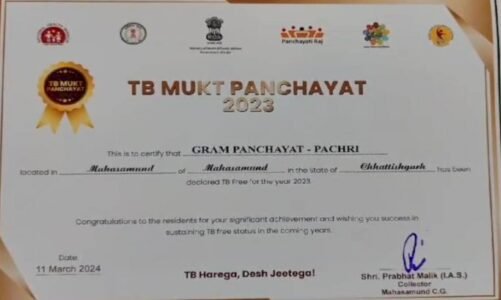 Panchayati Raj
TB MUKT
PANCHAYAT
TB MUKT PANCHAYAT
2023
This is to certify that GRAM PANCHAYAT - PACHRI
located in Mahasamund of Mahasamund in the State of Chhattishgarh has been
declared TB Free for the year 2023.
Congratulations to the residents for your significant achievement and wishing you success in
sustaining TB free status in the coming years.
Date
11 March 2024
TB Harega, Desh Jeetega!
Shri. Prabhat Malik (I.A.S.)
Collector
Mahasamund C.G.